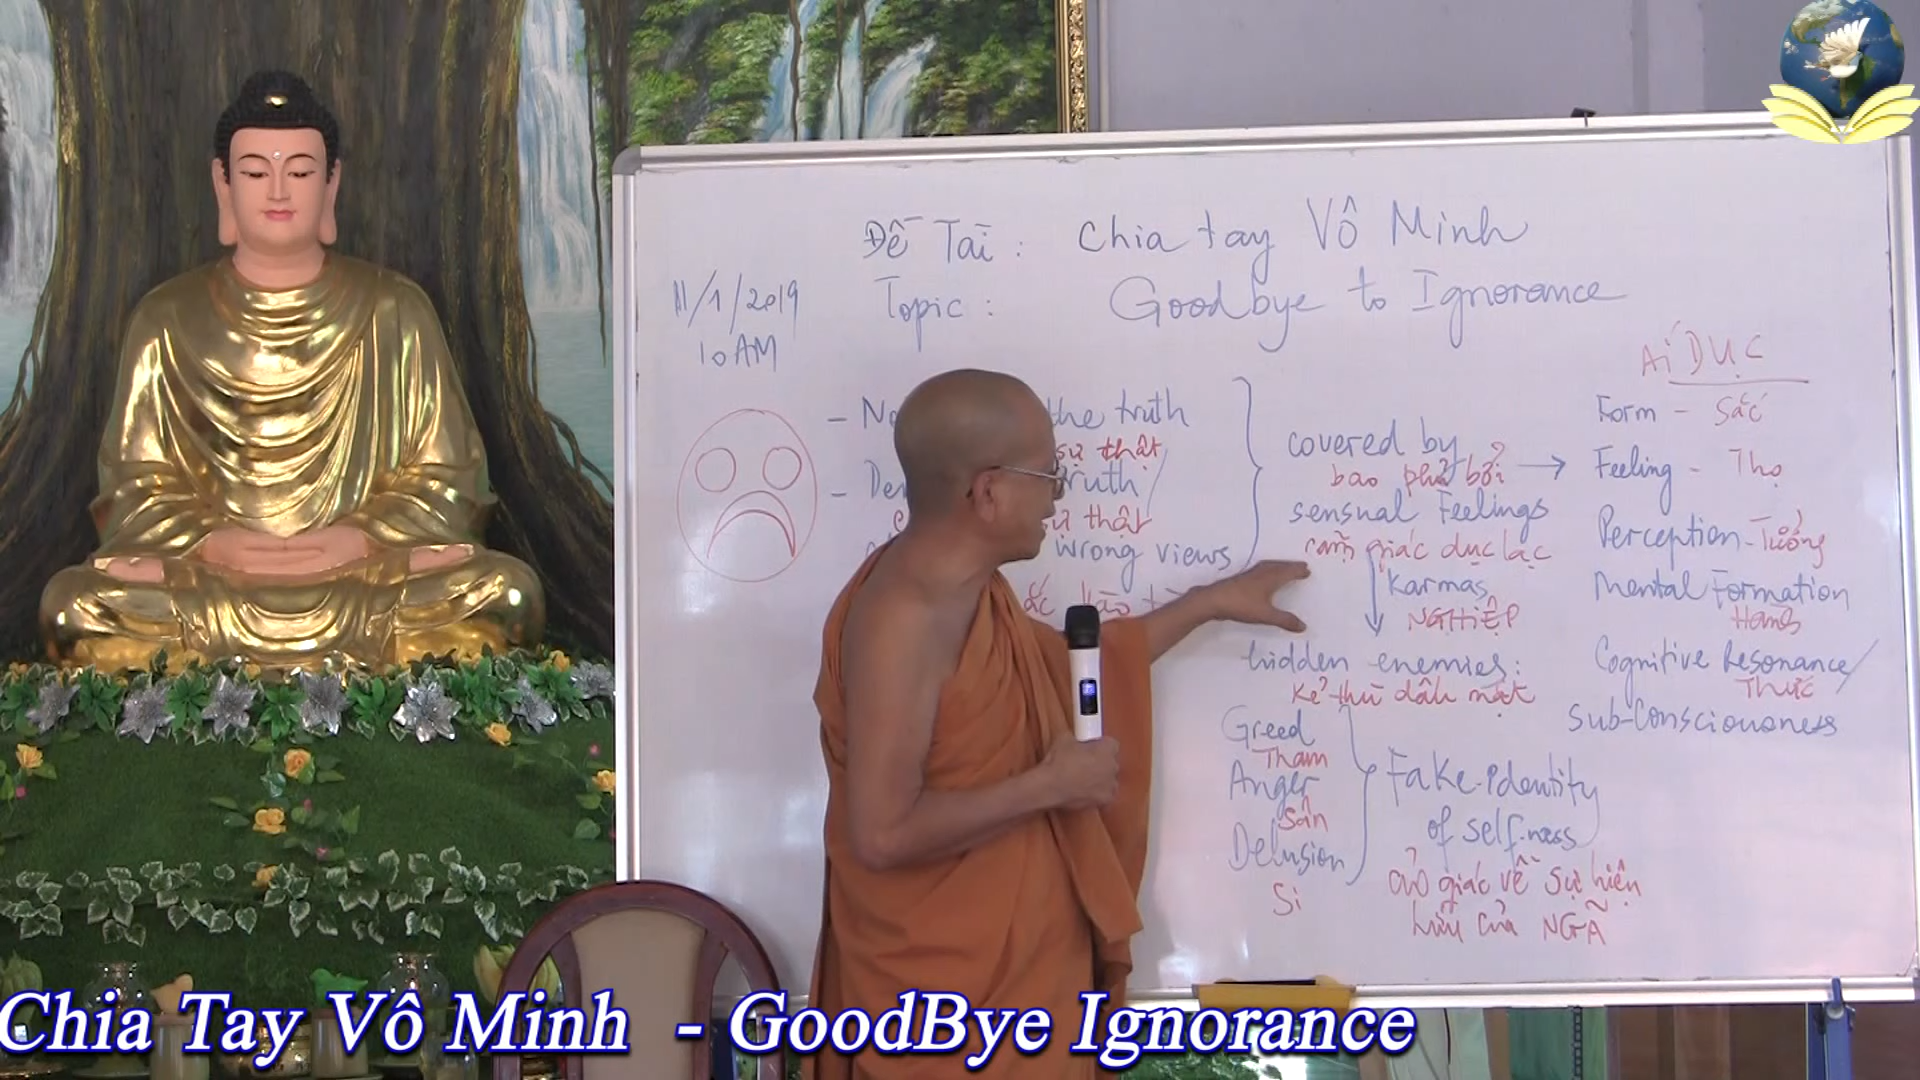 Đề Tài : Chia tay Vô Minh
11/1/2019 Topic : Goodbye to Ignorance
10 AM
ÁI DỤC
- the truth
sự thật
- ruth
sự thật
wrong views
covered by
bao phủ bởi
sensual Feelings
cảm giác dục lạc
Karmas
NGHIỆP
hidden enemies:
Kẻ thù dấu mặt
Greed
Tham
Anger
Sân
Delusion
Si
Fake-identity
of self-ness
ảo giác về sự hiện
hữu của NGÃ
Form - Sắc
Feeling - Thọ
Perception - Tưởng
Mental Formation
Hành
Cognitive Resonance/
Thức
Sub-Consciousness
Chia Tay Vô Minh - GoodBye Ignorance